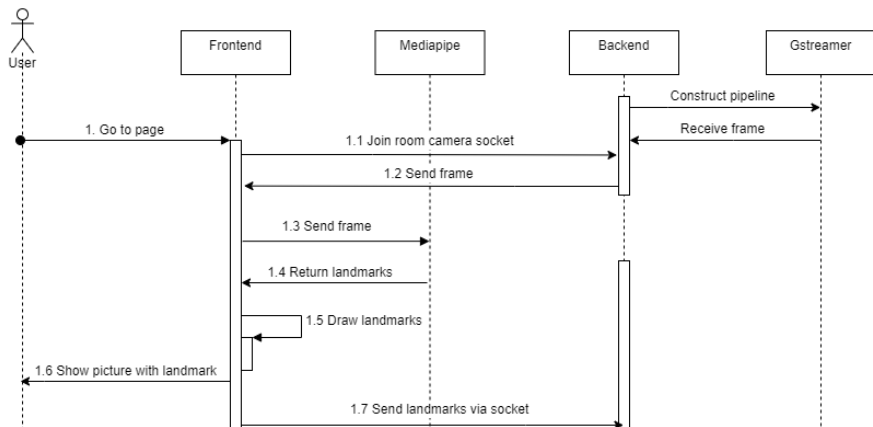 User
Frontend
Mediapipe
Backend
Gstreamer
Construct pipeline
1. Go to page
Receive frame
1.1 Join room camera socket
1.2 Send frame
1.3 Send frame
1.4 Return landmarks
1.5 Draw landmarks
1.6 Show picture with landmark
1.7 Send landmarks via socket